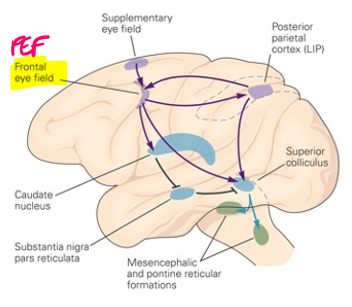 Supplementary
eye field
Posterior
parietal
cortex (LIP)
PEF
Frontal
eye field
Superior
colliculus
Caudate
nucleus
Substantia nigra
pars reticulata
Mesencephalic
and pontine reticular
formations